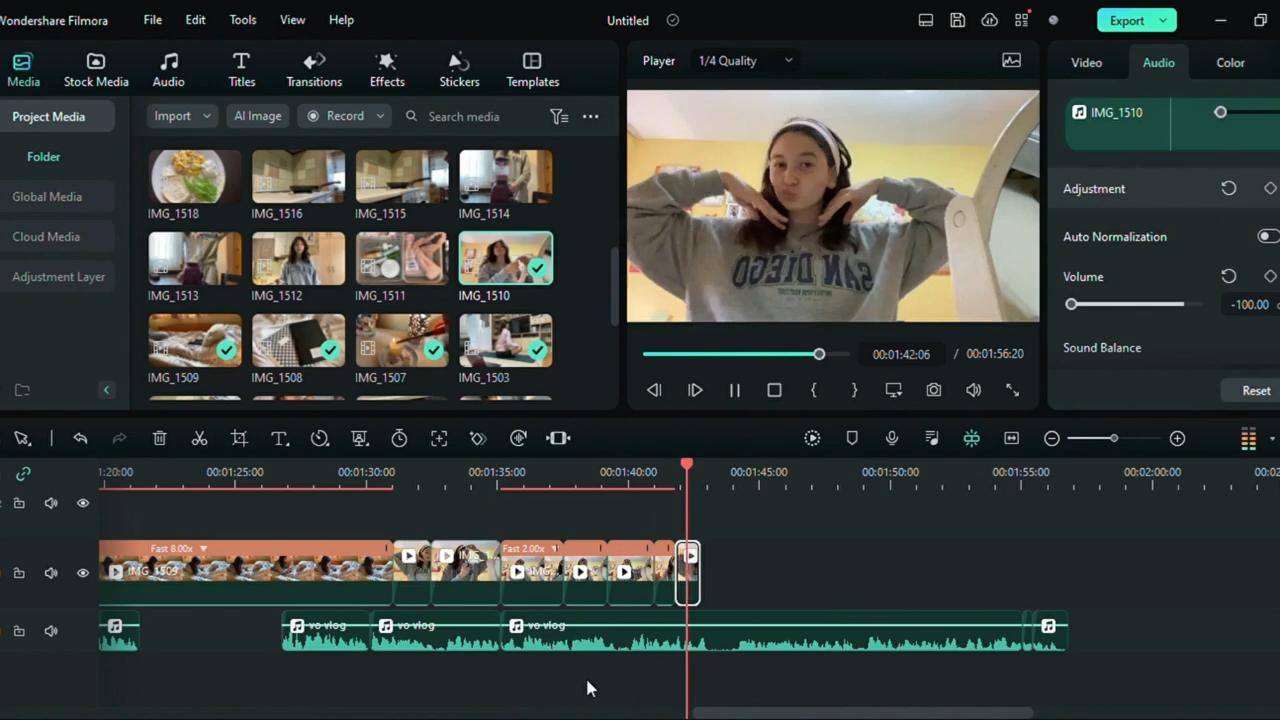 Wondershare Filmora File Edit Tools View Help Untitled Export
Media Stock Media Audio Titles Transitions Effects Stickers Templates
Player 1/4 Quality
Video Audio Color
Project Media
Import AI Image Record Search media
Folder
Global Media
Cloud Media
Adjustment Layer
IMG_1518 IMG_1516 IMG_1515 IMG_1514
IMG_1513 IMG_1512 IMG_1511 IMG_1510
IMG_1509 IMG_1508 IMG_1507 IMG_1503
SAN DIEGO
00:01:42:06 / 00:01:56:20
IMG_1510
Adjustment
Auto Normalization
Volume
-100.00
Sound Balance
Reset
1:20:00 00:01:25:00 00:01:30:00 00:01:35:00 00:01:40:00 00:01:45:00 00:01:50:00 00:01:55:00 00:02:00:00 00:02
Fast 8.00x Fast 2.00x
IMG_1509 IMG_1... IMG...
vo vlog vo vlog vo vlog